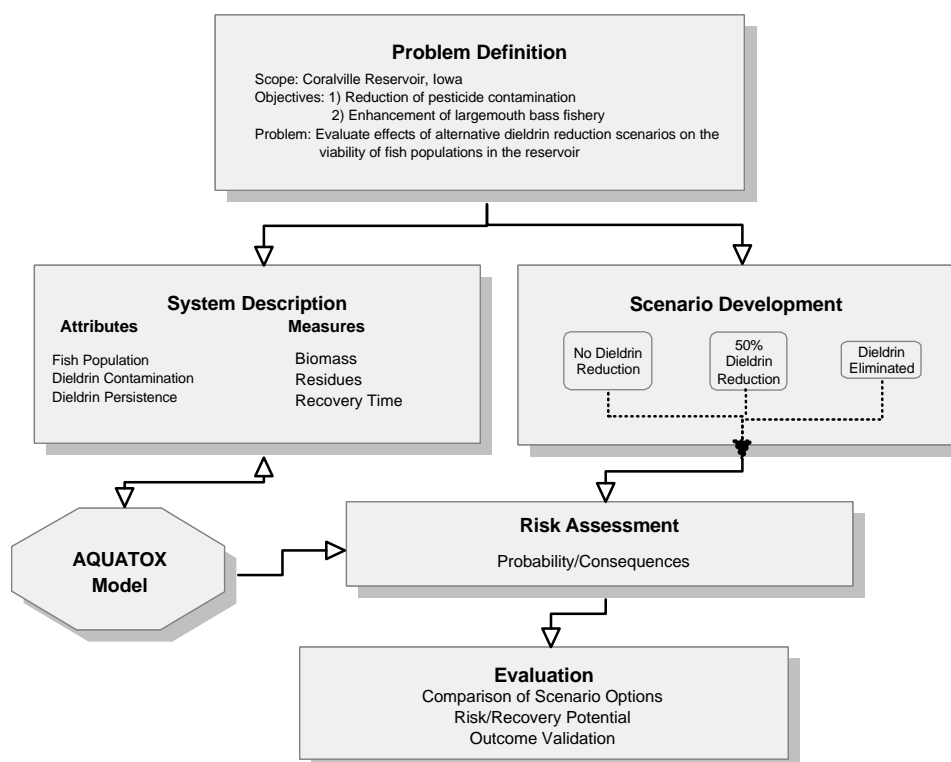 Problem Definition
Scope: Coralville Reservoir, Iowa
Objectives: 1) Reduction of pesticide contamination
2) Enhancement of largemouth bass fishery
Problem: Evaluate effects of alternative dieldrin reduction scenarios on the
viability of fish populations in the reservoir
System Description
Attributes
Fish Population
Dieldrin Contamination
Dieldrin Persistence
Measures
Biomass
Residues
Recovery Time
Scenario Development
No Dieldrin
Reduction
50%
Dieldrin
Reduction
Dieldrin
Eliminated
AQUATOX
Model
Risk Assessment
Probability/Consequences
Evaluation
Comparison of Scenario Options
Risk/Recovery Potential
Outcome Validation